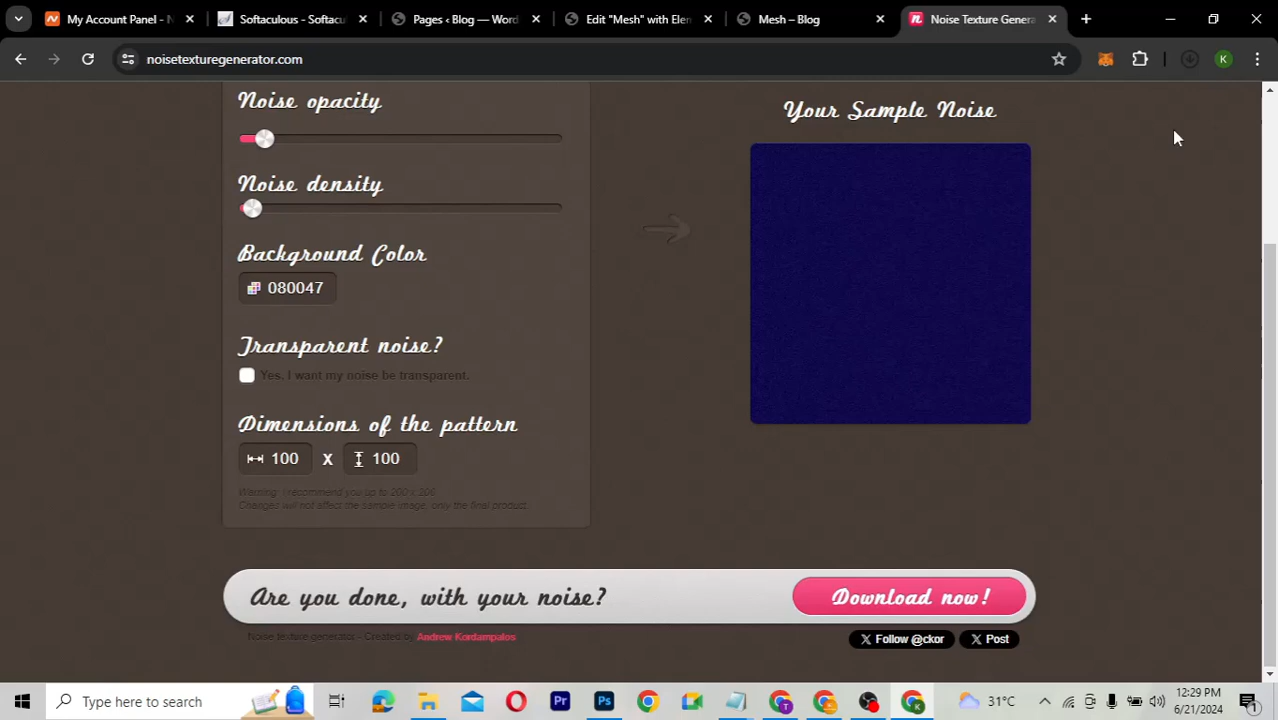 My Account Panel - N
Softaculous - Softacu
Pages ‹ Blog — Word
Edit "Mesh" with Elen
Mesh – Blog
Noise Texture Genera
noisetexturegenerator.com
K
Noise opacity
Your Sample Noise
Noise density
Background Color
080047
Transparent noise?
Yes. I want my noise be transparent.
Dimensions of the pattern
100 X 100
Warning: I recommend you up to 200 x 200
Changes will not affect the sample image, only the final product.
Are you done, with your noise?
Download now!
Noise texture generator - Created by Andrew Kordampalos
Follow @ckor
Post
Type here to search
31°C
12:29 PM
6/21/2024